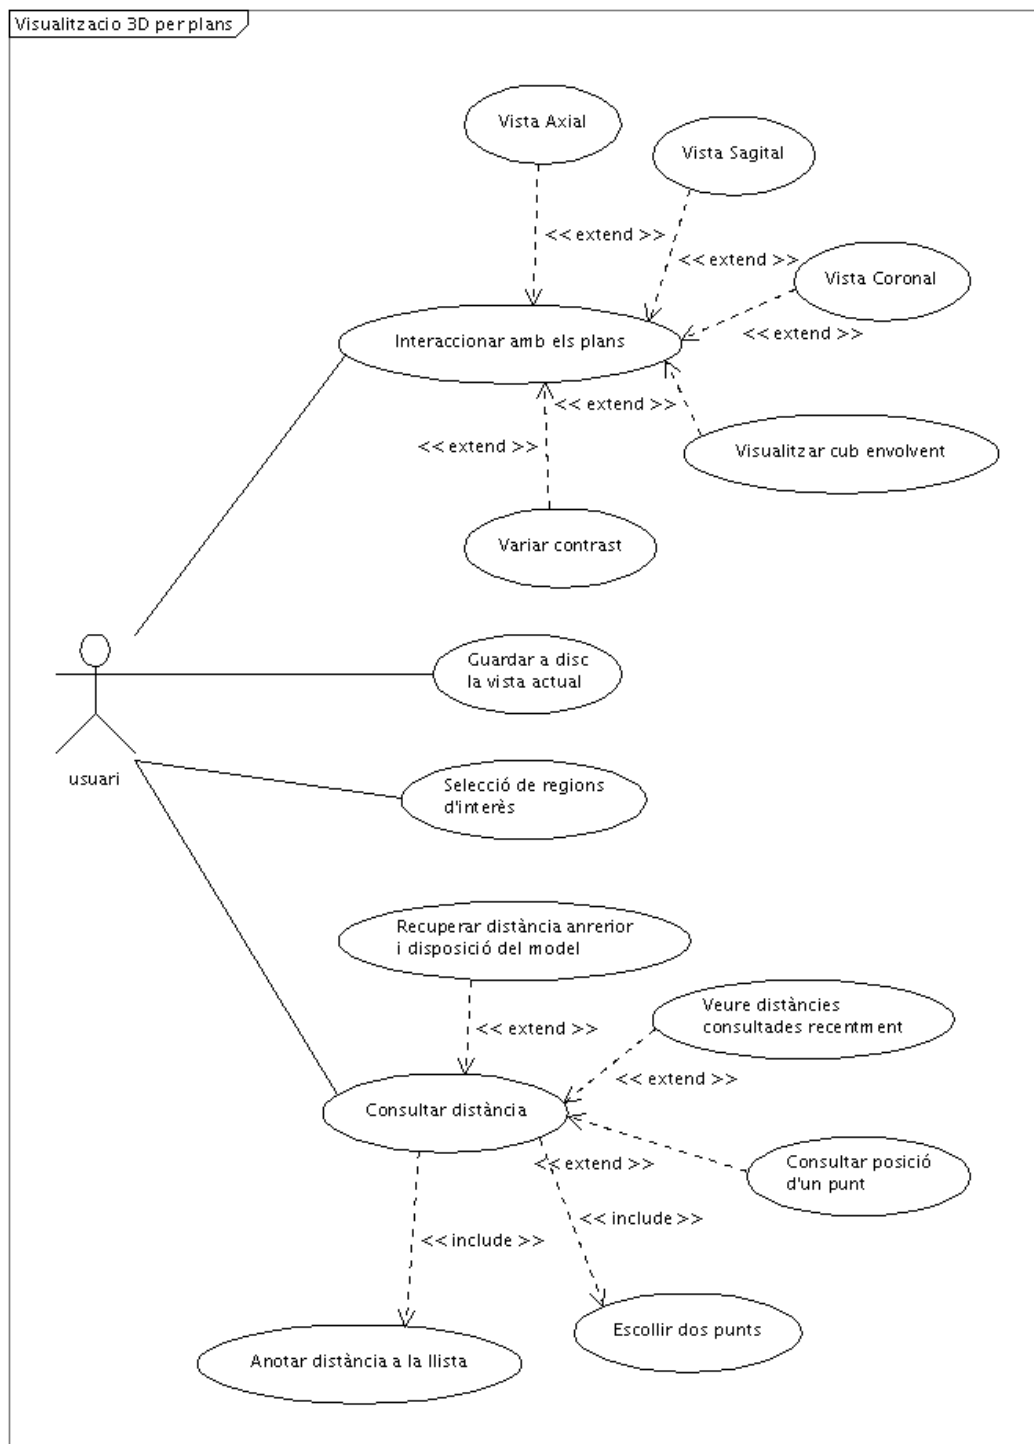 Visualitzacio 3D per plans
Vista Axial
Vista Sagital
<< extend >>
<< extend >>
Vista Coronal
<< extend >>
Interaccionar amb els plans
<< extend >>
<< extend >>
Visualitzar cub envolvent
Variar contrast
Guardar a disc
la vista actual
usuari
Selecció de regions
d'interès
Recuperar distància anrerior
i disposició del model
Veure distàncies
consultades recentment
<< extend >>
<< extend >>
Consultar distància
<< extend >>
Consultar posició
d'un punt
<< include >>
<< include >>
Escollir dos punts
Anotar distància a la llista